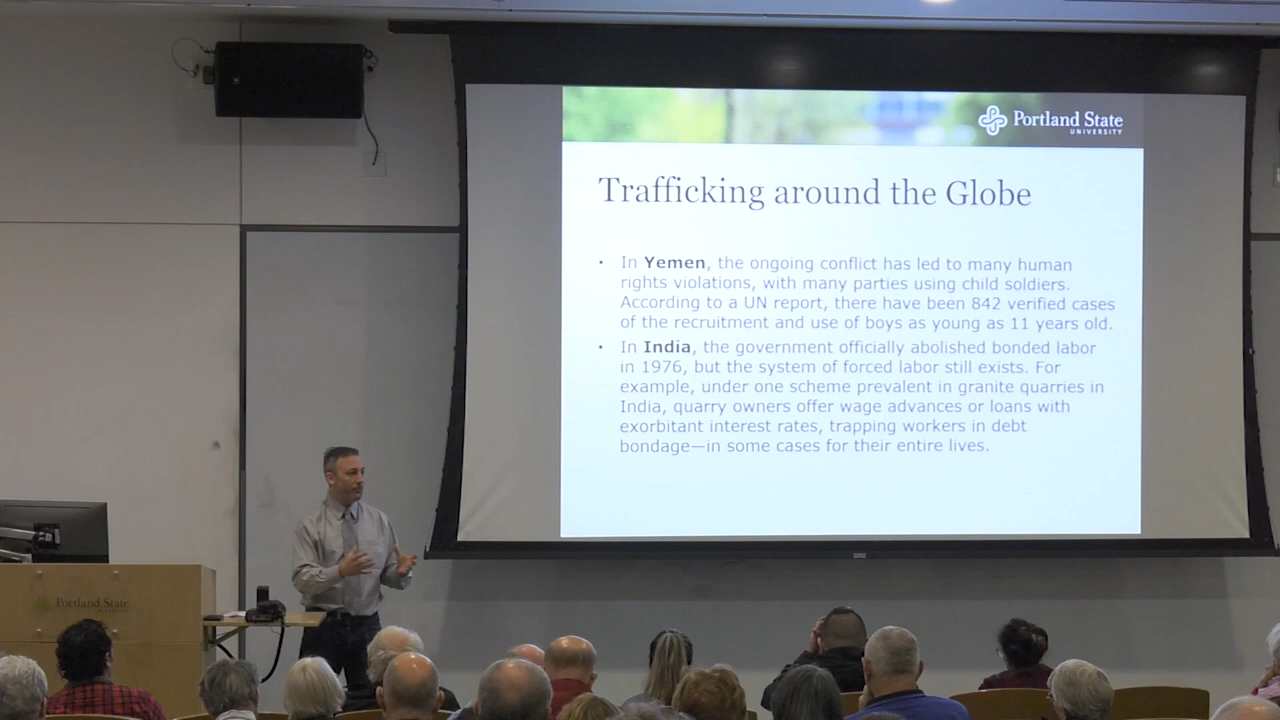 Portland State
UNIVERSITY
Trafficking around the Globe
• In Yemen, the ongoing conflict has led to many human
rights violations, with many parties using child soldiers.
According to a UN report, there have been 842 verified cases
of the recruitment and use of boys as young as 11 years old.
• In India, the government officially abolished bonded labor
in 1976, but the system of forced labor still exists. For
example, under one scheme prevalent in granite quarries in
India, quarry owners offer wage advances or loans with
exorbitant interest rates, trapping workers in debt
bondage—in some cases for their entire lives.
Portland State
UNIVERSITY